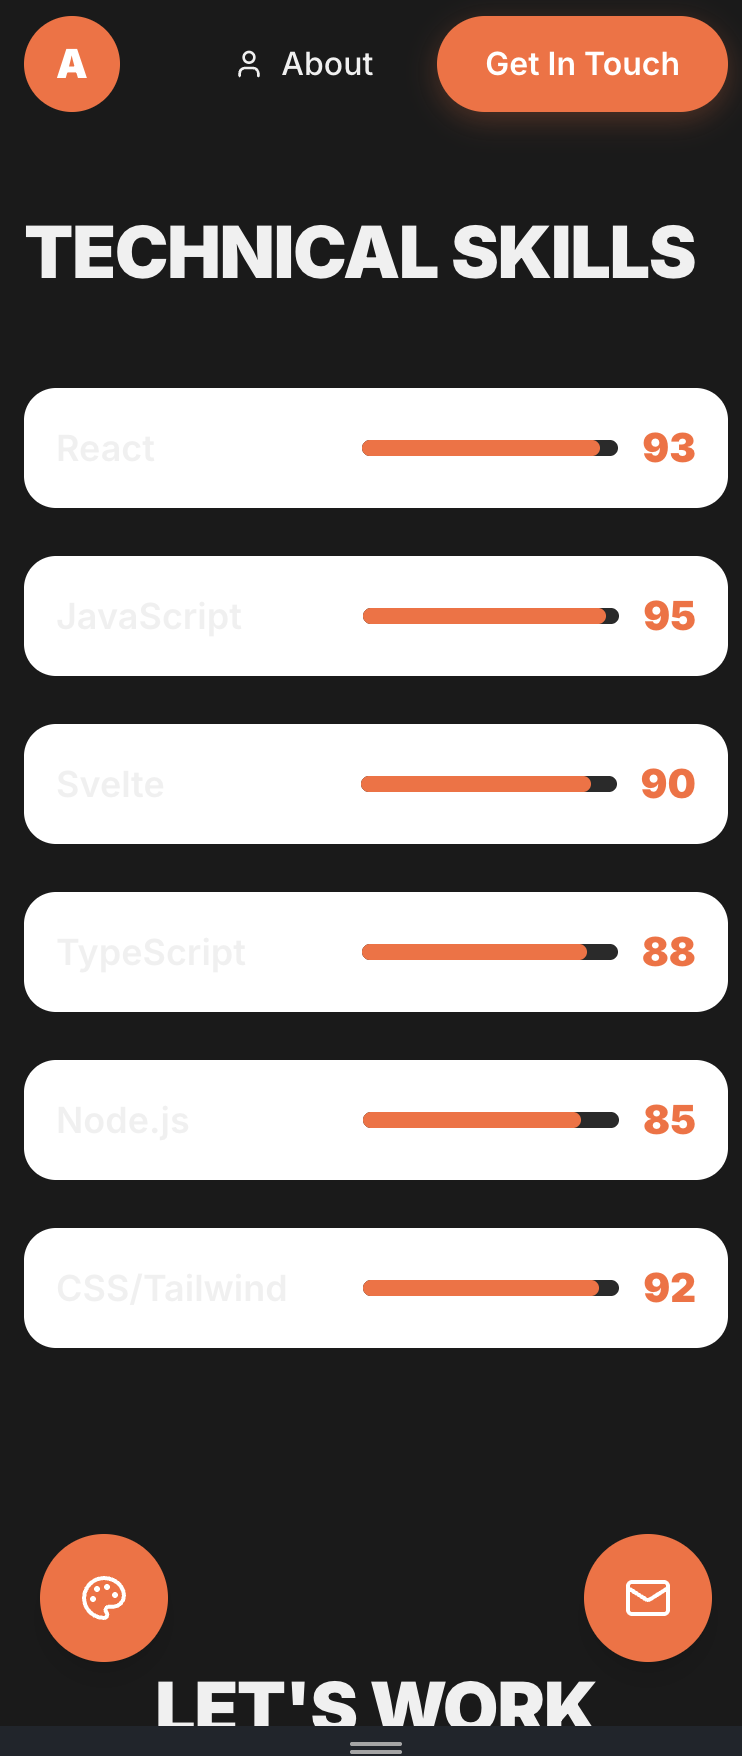 A
About
Get In Touch
TECHNICAL SKILLS
React 93
JavaScript 95
Svelte 90
TypeScript 88
Node.js 85
CSS/Tailwind 92
LET'S WORK